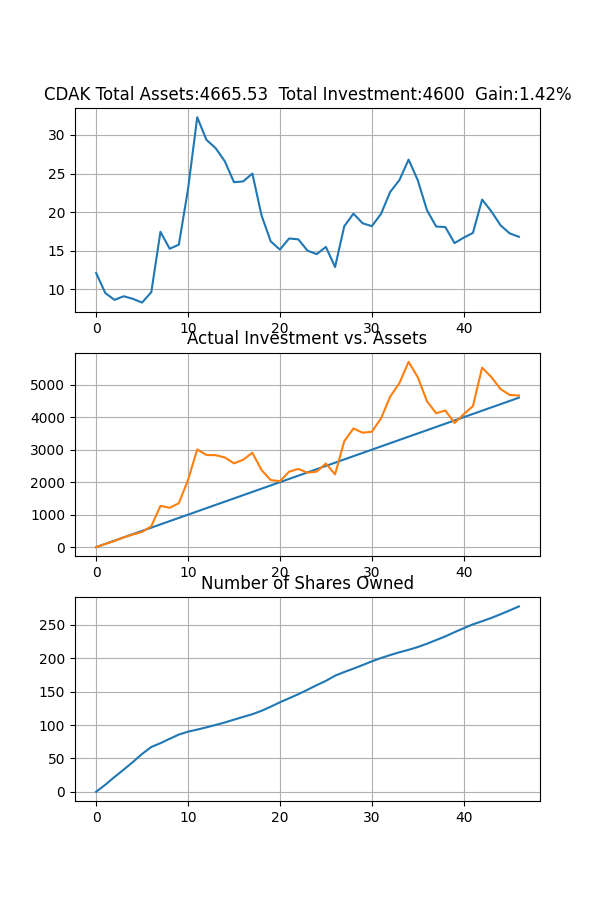 CDAK Total Assets:4665.53  Total Investment:4600  Gain:1.42%
30
25
20
15
10
0 10 20 30 40
Actual Investment vs. Assets
5000
4000
3000
2000
1000
0
0 10 20 30 40
Number of Shares Owned
250
200
150
100
50
0
0 10 20 30 40